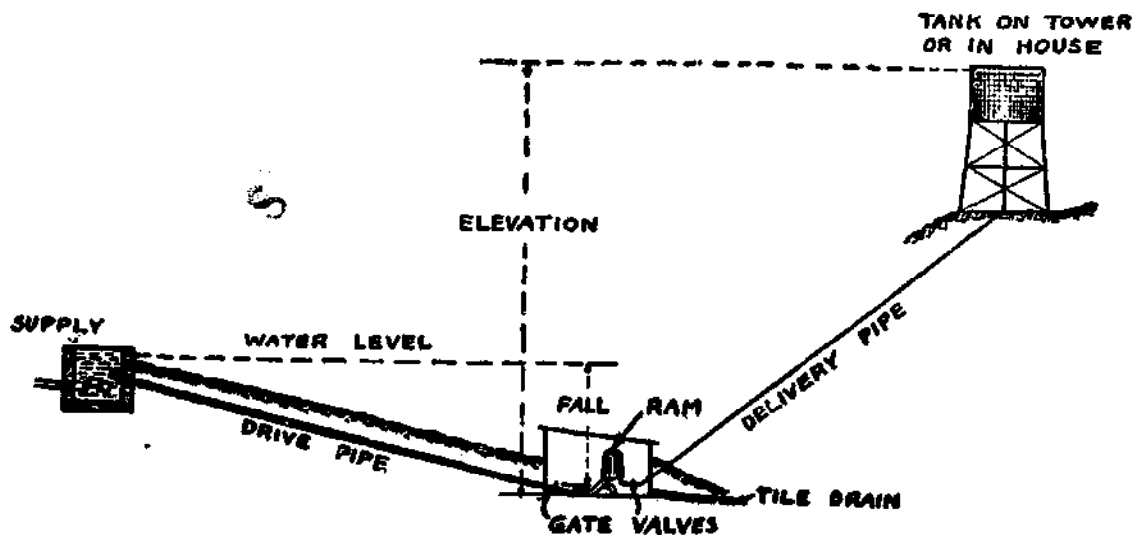 TANK ON TOWER
OR IN HOUSE
ELEVATION
SUPPLY
WATER LEVEL
FALL
RAM
DELIVERY PIPE
DRIVE PIPE
TILE DRAIN
GATE VALVES